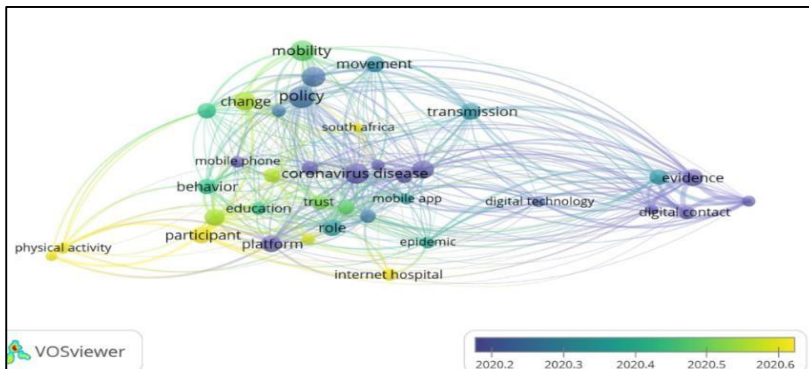 mobility
movement
policy
change
transmission
south africa
mobile phone
coronavirus disease
evidence
behavior
mobile app
digital technology
education
trust
digital contact
participant
role
platform
epidemic
physical activity
internet hospital
VOSviewer
2020.2 2020.3 2020.4 2020.5 2020.6